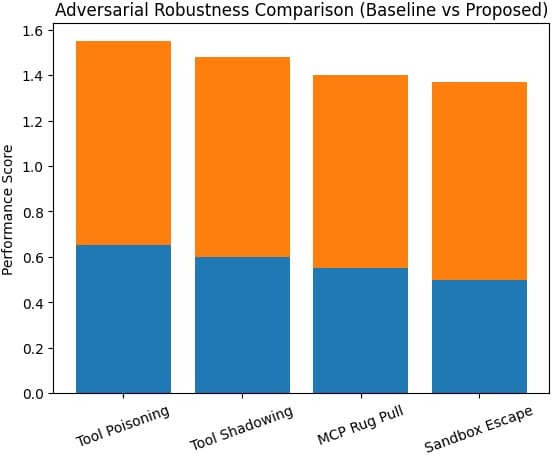 Adversarial Robustness Comparison (Baseline vs Proposed)
Performance Score
1.6
1.4
1.2
1.0
0.8
0.6
0.4
0.2
0.0
Tool Poisoning
Tool Shadowing
MCP Rug Pull
Sandbox Escape